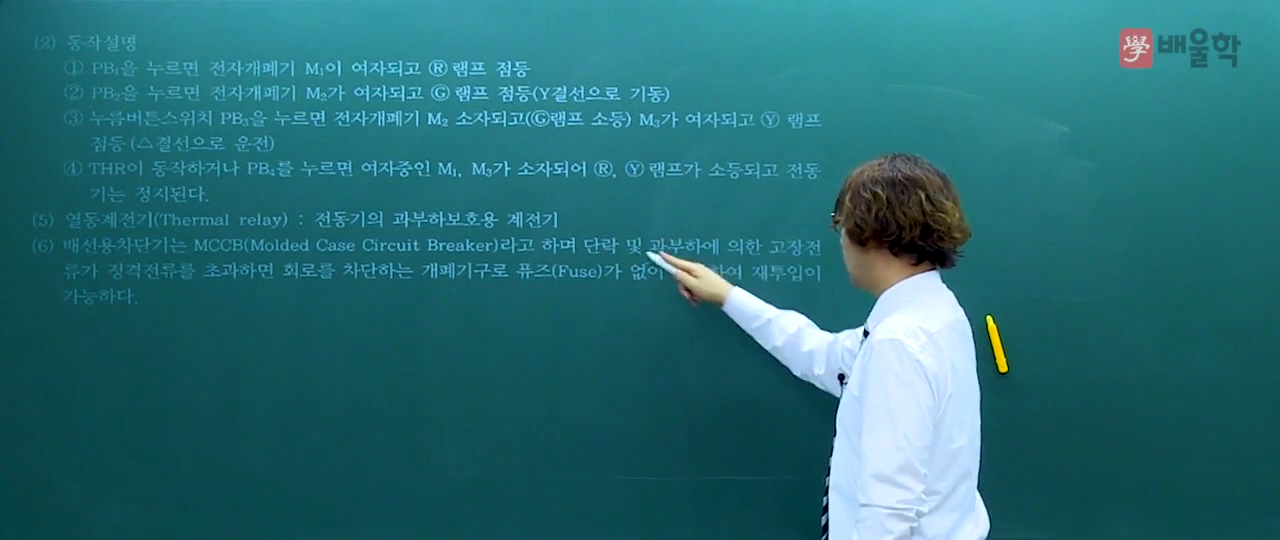 (2) 동작설명
① PB₁을 누르면 전자개폐기 M₁이 여자되고 Ⓡ램프 점등
② PB₂을 누르면 전자개폐기 M₂가 여자되고 Ⓖ램프 점등(Y결선으로 기동)
③ 누름버튼스위치 PB₃을 누르면 전자개폐기 M₂ 소자되고(Ⓖ램프 소등) M₃가 여자되고 Ⓨ 램프
점등 (△결선으로 운전)
④ THR이 동작하거나 PB₄를 누르면 여자중인 M₁, M₃가 소자되어 Ⓡ, Ⓨ램프가 소등되고 전동
기는 정지된다.
(5) 열동계전기(Thermal relay) : 전동기의 과부하보호용 계전기
(6) 배선용차단기는 MCCB(Molded Case Circuit Breaker)라고 하며 단락 및 과부하에 의한 고장전
류가 정격전류를 초과하면 회로를 차단하는 개폐기구로 퓨즈(Fuse)가 없이 하여 재투입이
가능하다.
學 배울학